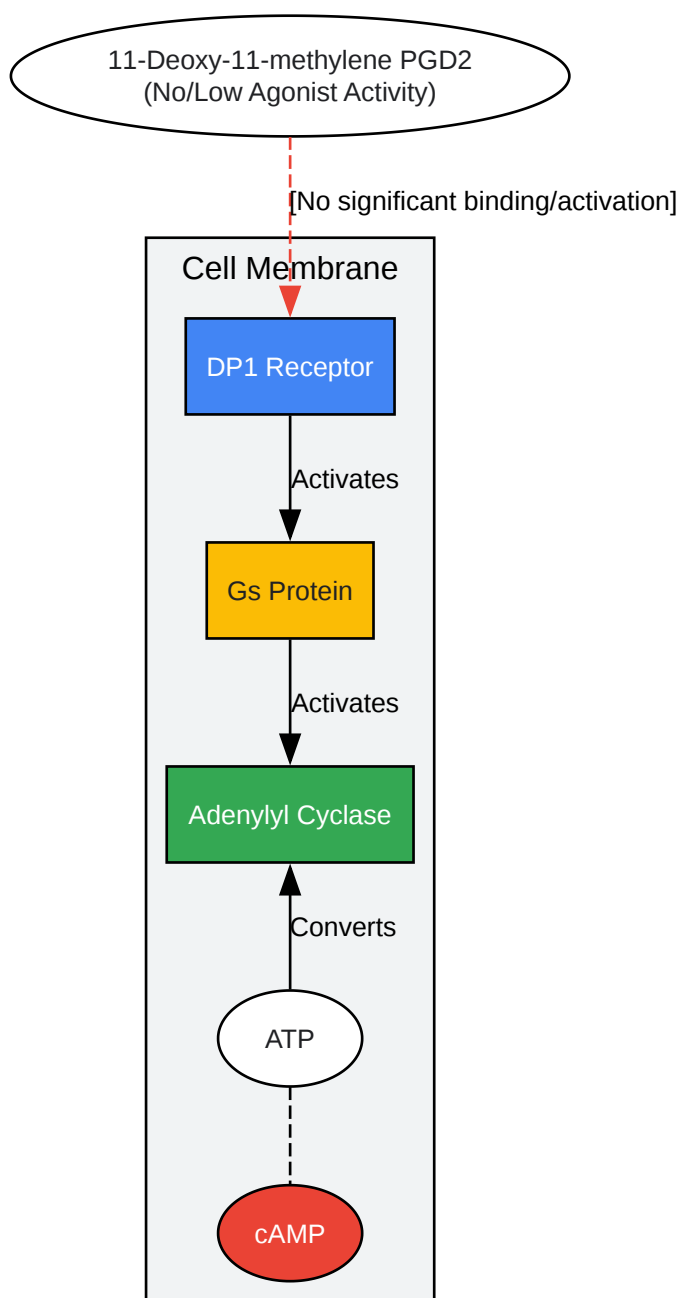 11-Deoxy-11-methylene PGD2
(No/Low Agonist Activity)
[No significant binding/activation]
Cell Membrane
DP1 Receptor
Activates
Gs Protein
Activates
Adenylyl Cyclase
Converts
ATP
cAMP